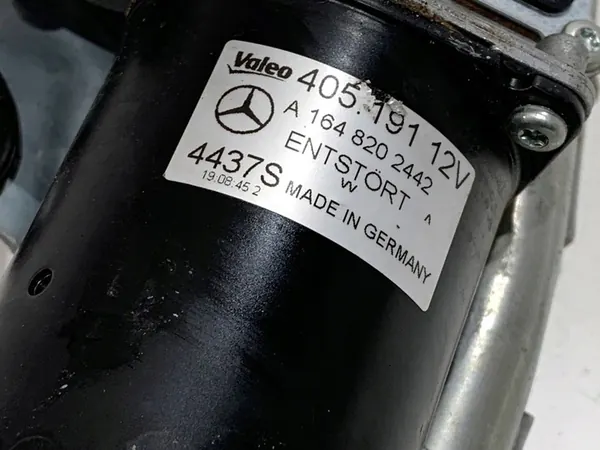 Valeo 405.191 12V
A 164 820 2442
ENTSTÖRT
W ^
4437S MADE IN GERMANY
19:08:45 2